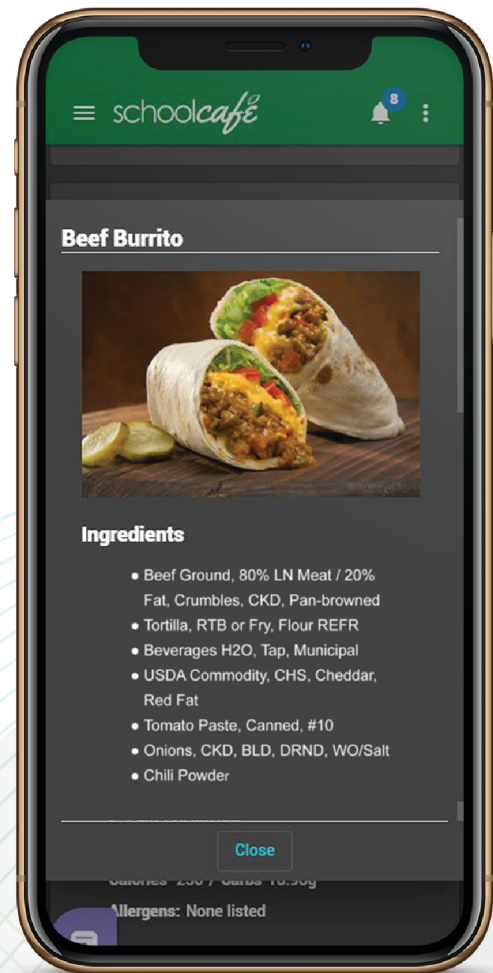 schoolcafé
8
Beef Burrito
Ingredients
● Beef Ground, 80% LN Meat / 20%
Fat, Crumbles, CKD, Pan-browned
● Tortilla, RTB or Fry, Flour REFR
● Beverages H2O, Tap, Municipal
● USDA Commodity, CHS, Cheddar,
Red Fat
● Tomato Paste, Canned, #10
● Onions, CKD, BLD, DRND, WO/Salt
● Chili Powder
Close
Allergens: None listed